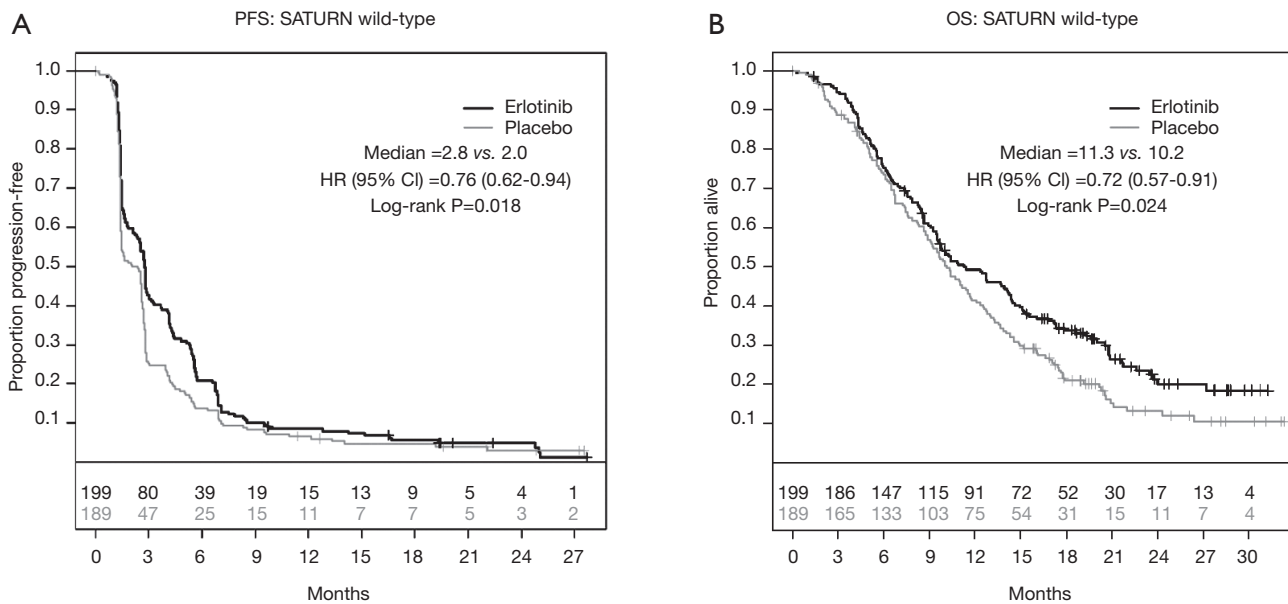 A
PFS: SATURN wild-type
Proportion progression-free
1.0
0.9
0.8
0.7
0.6
0.5
0.4
0.3
0.2
0.1
Erlotinib
Placebo
Median =2.8 vs. 2.0
HR (95% CI) =0.76 (0.62-0.94)
Log-rank P=0.018
199 80 39 19 15 13 9 5 4 1
189 47 25 15 11 7 7 5 3 2
0 3 6 9 12 15 18 21 24 27
Months
B
OS: SATURN wild-type
Proportion alive
1.0
0.9
0.8
0.7
0.6
0.5
0.4
0.3
0.2
0.1
Erlotinib
Placebo
Median =11.3 vs. 10.2
HR (95% CI) =0.72 (0.57-0.91)
Log-rank P=0.024
199 186 147 115 91 72 52 30 17 13 4
189 165 133 103 75 54 31 15 11 7 4
0 3 6 9 12 15 18 21 24 27 30
Months